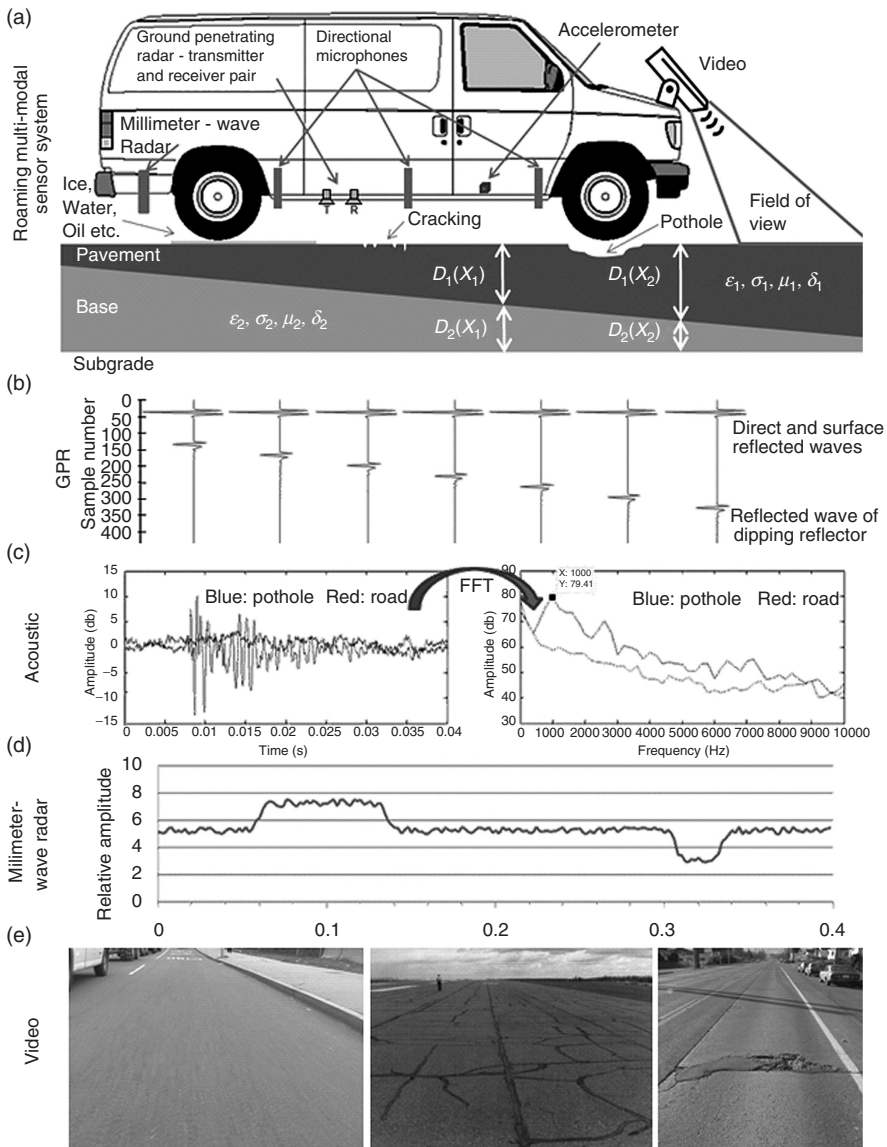 (a)
Roaming multi-modal
sensor system
Ground penetrating
radar - transmitter
and receiver pair
Directional
microphones
Accelerometer
Video
Millimeter - wave
Radar
Ice,
Water,
Oil etc.
T R
Cracking
Pothole
Field of
view
Pavement
D₁(X₁)
D₁(X₂)
ε₁, σ₁, μ₁, δ₁
Base
ε₂, σ₂, μ₂, δ₂
D₂(X₁)
D₂(X₂)
Subgrade
(b)
GPR
Sample number
0
50
100
150
200
250
300
350
400
Direct and surface
reflected waves
Reflected wave of
dipping reflector
(c)
Acoustic
Amplitude (db)
15
10
5
0
−5
−10
−15
Blue: pothole Red: road
0 0.005 0.01 0.015 0.02 0.025 0.03 0.035 0.04
Time (s)
FFT
Amplitude (db)
90
80
70
60
50
40
30
X: 1000
Y: 79.41
Blue: pothole Red: road
0 1000 2000 3000 4000 5000 6000 7000 8000 9000 10000
Frequency (Hz)
(d)
Milimeter-
wave radar
Relative amplitude
10
8
6
4
2
0
0 0.1 0.2 0.3 0.4
(e)
Video